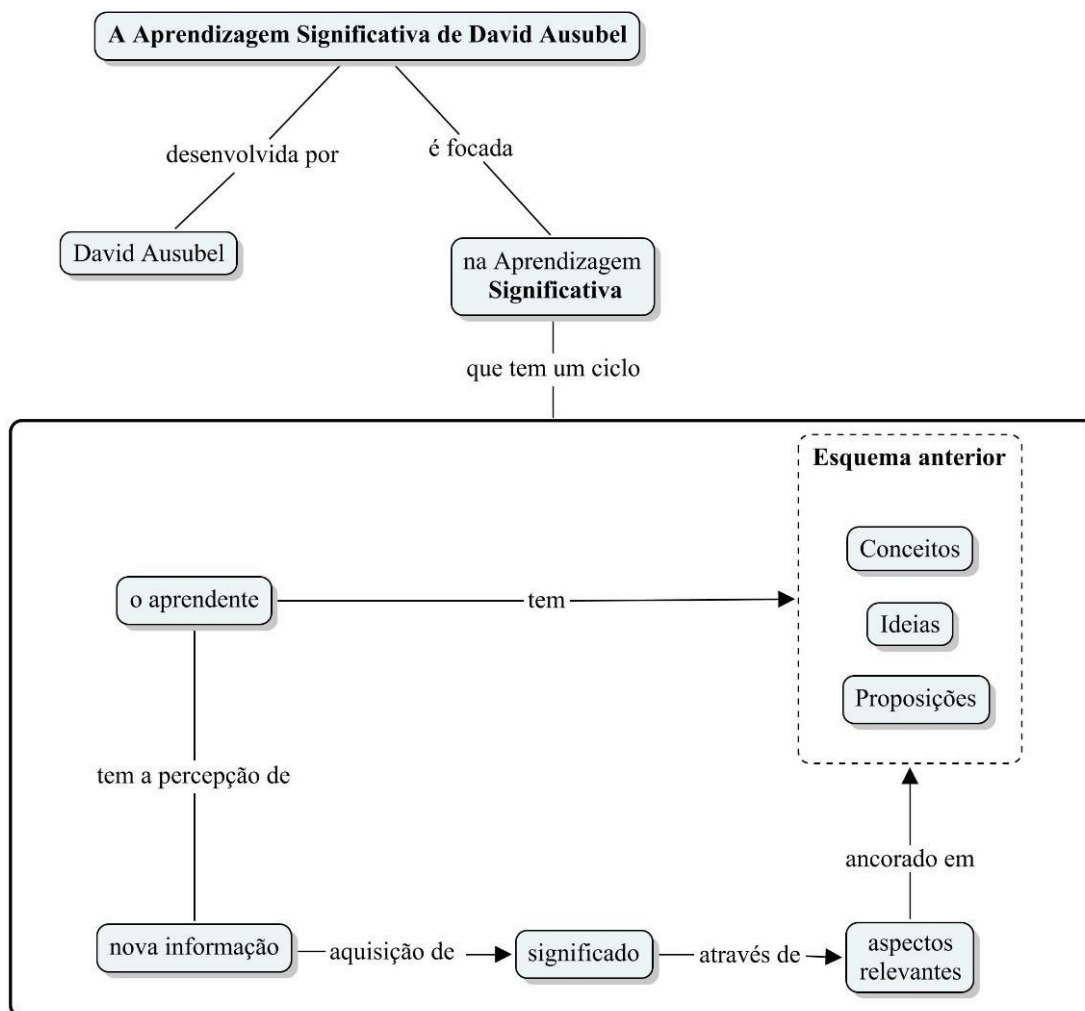 A Aprendizagem Significativa de David Ausubel
desenvolvida por
é focada
David Ausubel
na Aprendizagem
Significativa
que tem um ciclo
Esquema anterior
Conceitos
Ideias
Proposições
o aprendente
tem
tem a percepção de
ancorado em
nova informação
aquisição de
significado
através de
aspectos
relevantes